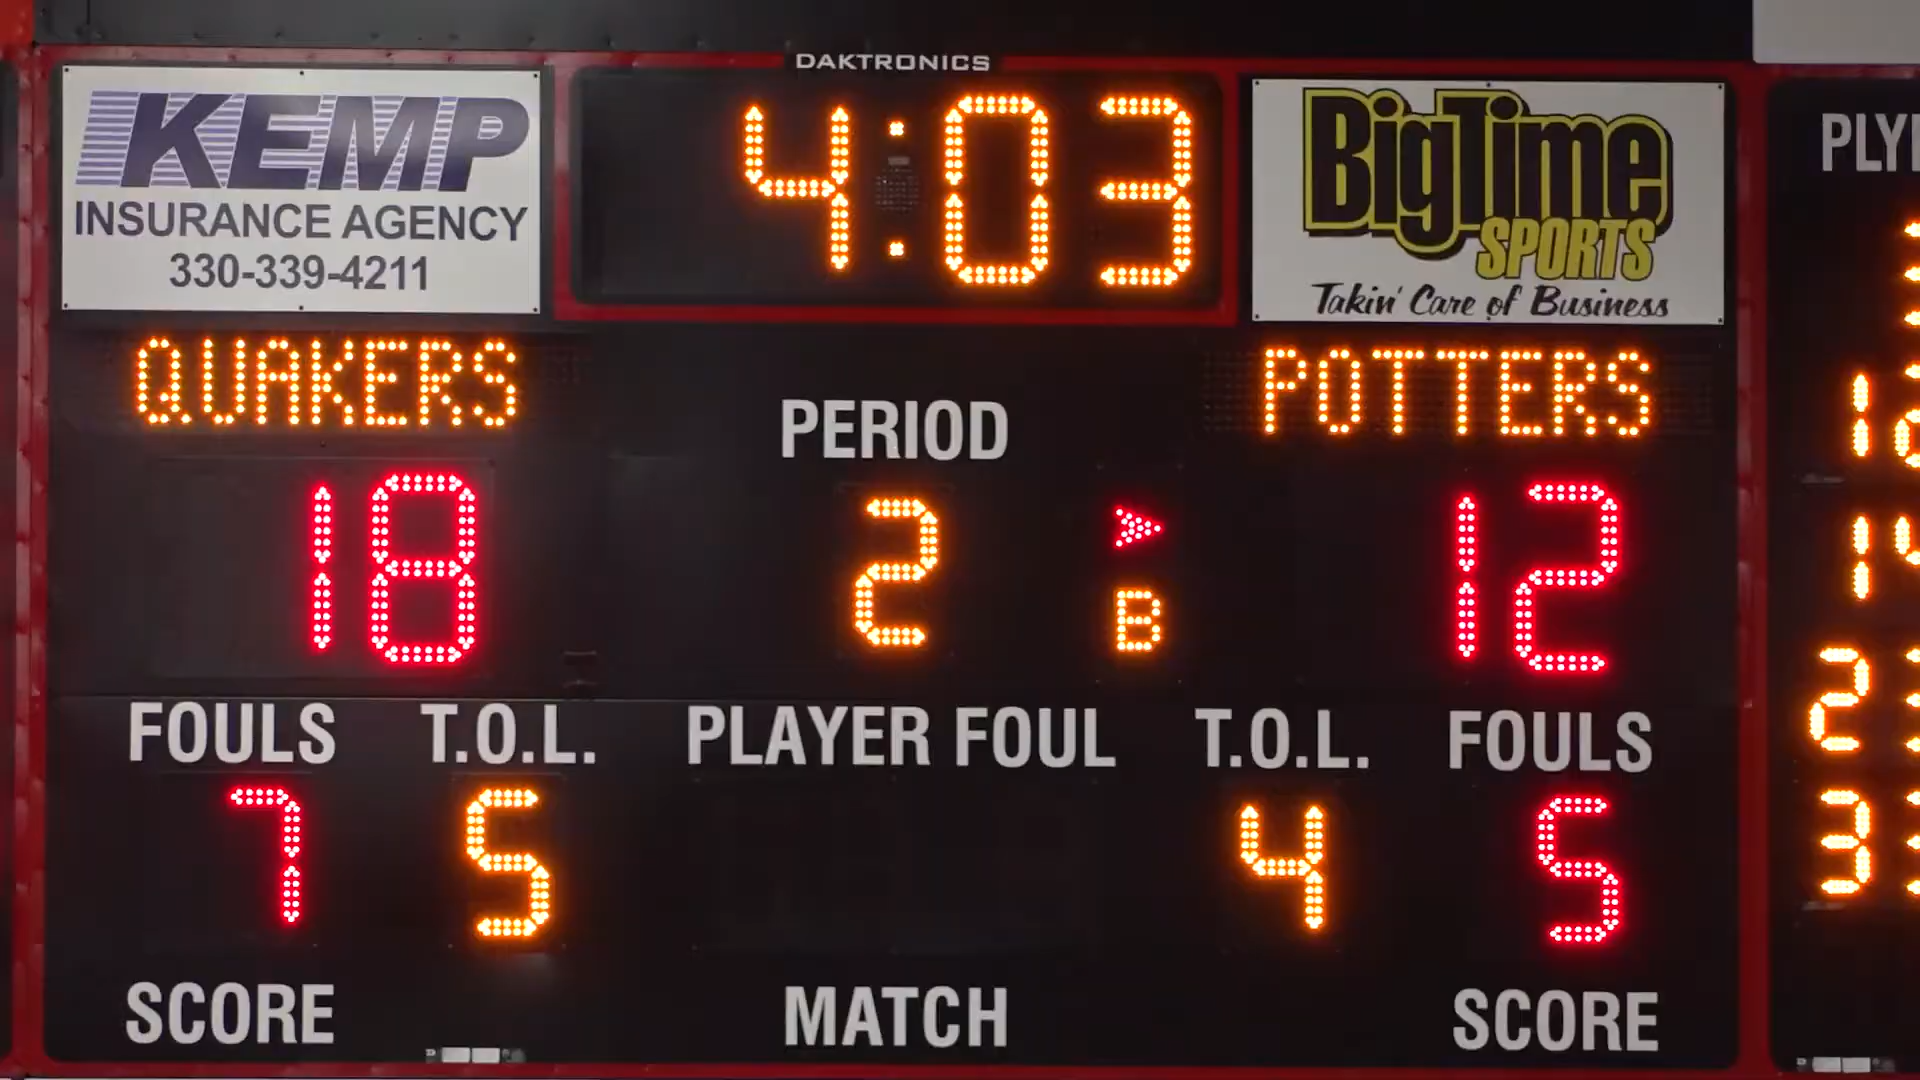 DAKTRONICS
KEMP
INSURANCE AGENCY
330-339-4211
4:03
BigTime
SPORTS
Takin' Care of Business
QUAKERS
PERIOD
POTTERS
18
2
B
12
FOULS T.O.L. PLAYER FOUL T.O.L. FOULS
7 5 4 5
SCORE MATCH SCORE